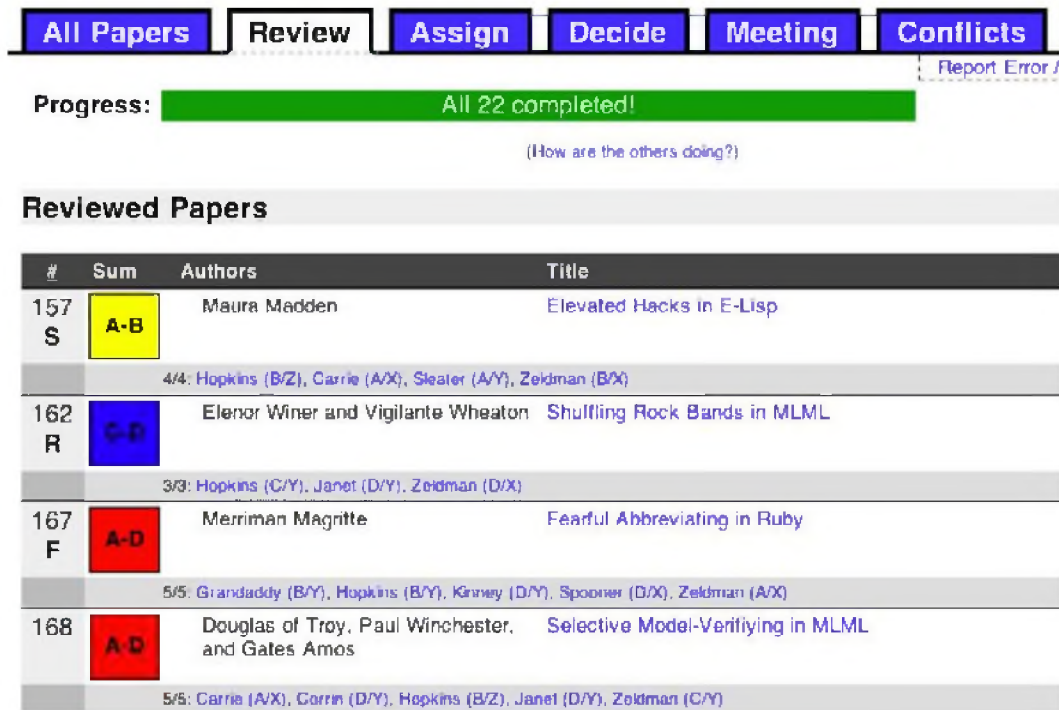 All Papers Review Assign Decide Meeting Conflicts
Report Error /
Progress: All 22 completed!
(How are the others doing?)
Reviewed Papers
# Sum Authors Title
157 A-B Maura Madden Elevated Hacks in E-Lisp
S
4/4: Hopkins (B/Z), Carrie (A/X), Sleater (A/Y), Zeldman (B/X)
162 C-D Elenor Winer and Vigilante Wheaton Shuffling Rock Bands in MLML
R
3/3: Hopkins (C/Y), Janet (D/Y), Zeldman (D/X)
167 A-D Merriman Magritte Fearful Abbreviating in Ruby
F
5/5: Grandaddy (B/Y), Hopkins (B/Y), Kinney (D/Y), Spooner (D/X), Zeldman (A/X)
168 A-D Douglas of Troy, Paul Winchester, Selective Model-Verifiying in MLML
and Gates Amos
5/5: Carrie (A/X), Corrin (D/Y), Hopkins (B/Z), Janet (D/Y), Zeldman (C/Y)